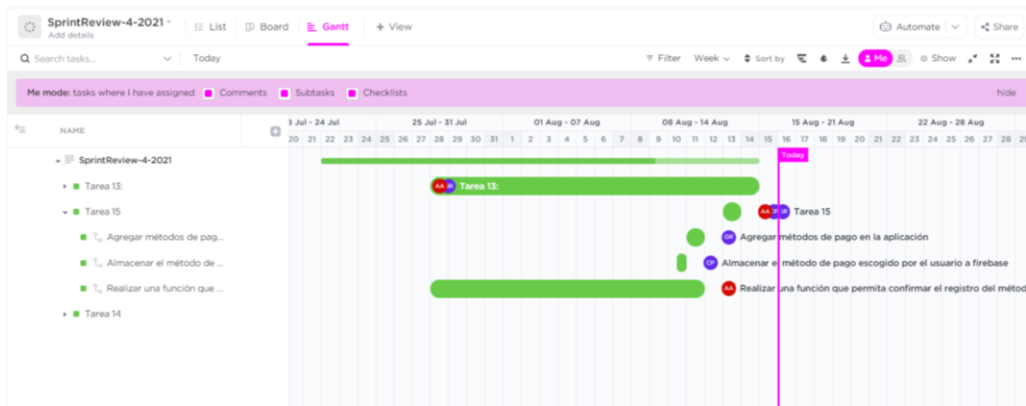 SprintReview-4-2021
Add details
List Board Gantt + View
Automate Share
Search tasks... Today
Filter Week Sort by Me Show
Me mode: tasks where I have assigned Comments Subtasks Checklists hide
Jul - 24 Jul 25 Jul - 31 Jul 01 Aug - 07 Aug 08 Aug - 14 Aug 15 Aug - 21 Aug 22 Aug - 28 Aug
NAME
20 21 22 23 24 25 26 27 28 29 30 31 1 2 3 4 5 6 7 8 9 10 11 12 13 14 15 16 17 18 19 20 21 22 23 24 25 26 27 28
Today
SprintReview-4-2021
Tarea 13: AA Tarea 13:
Tarea 15 AA Tarea 15
Agregar métodos de pag... GR Agregar métodos de pago en la aplicación
Almacenar el método de ... CP Almacenar el método de pago escogido por el usuario a firebase
Realizar una función que ... AA Realizar una función que permita confirmar el registro del métod
Tarea 14